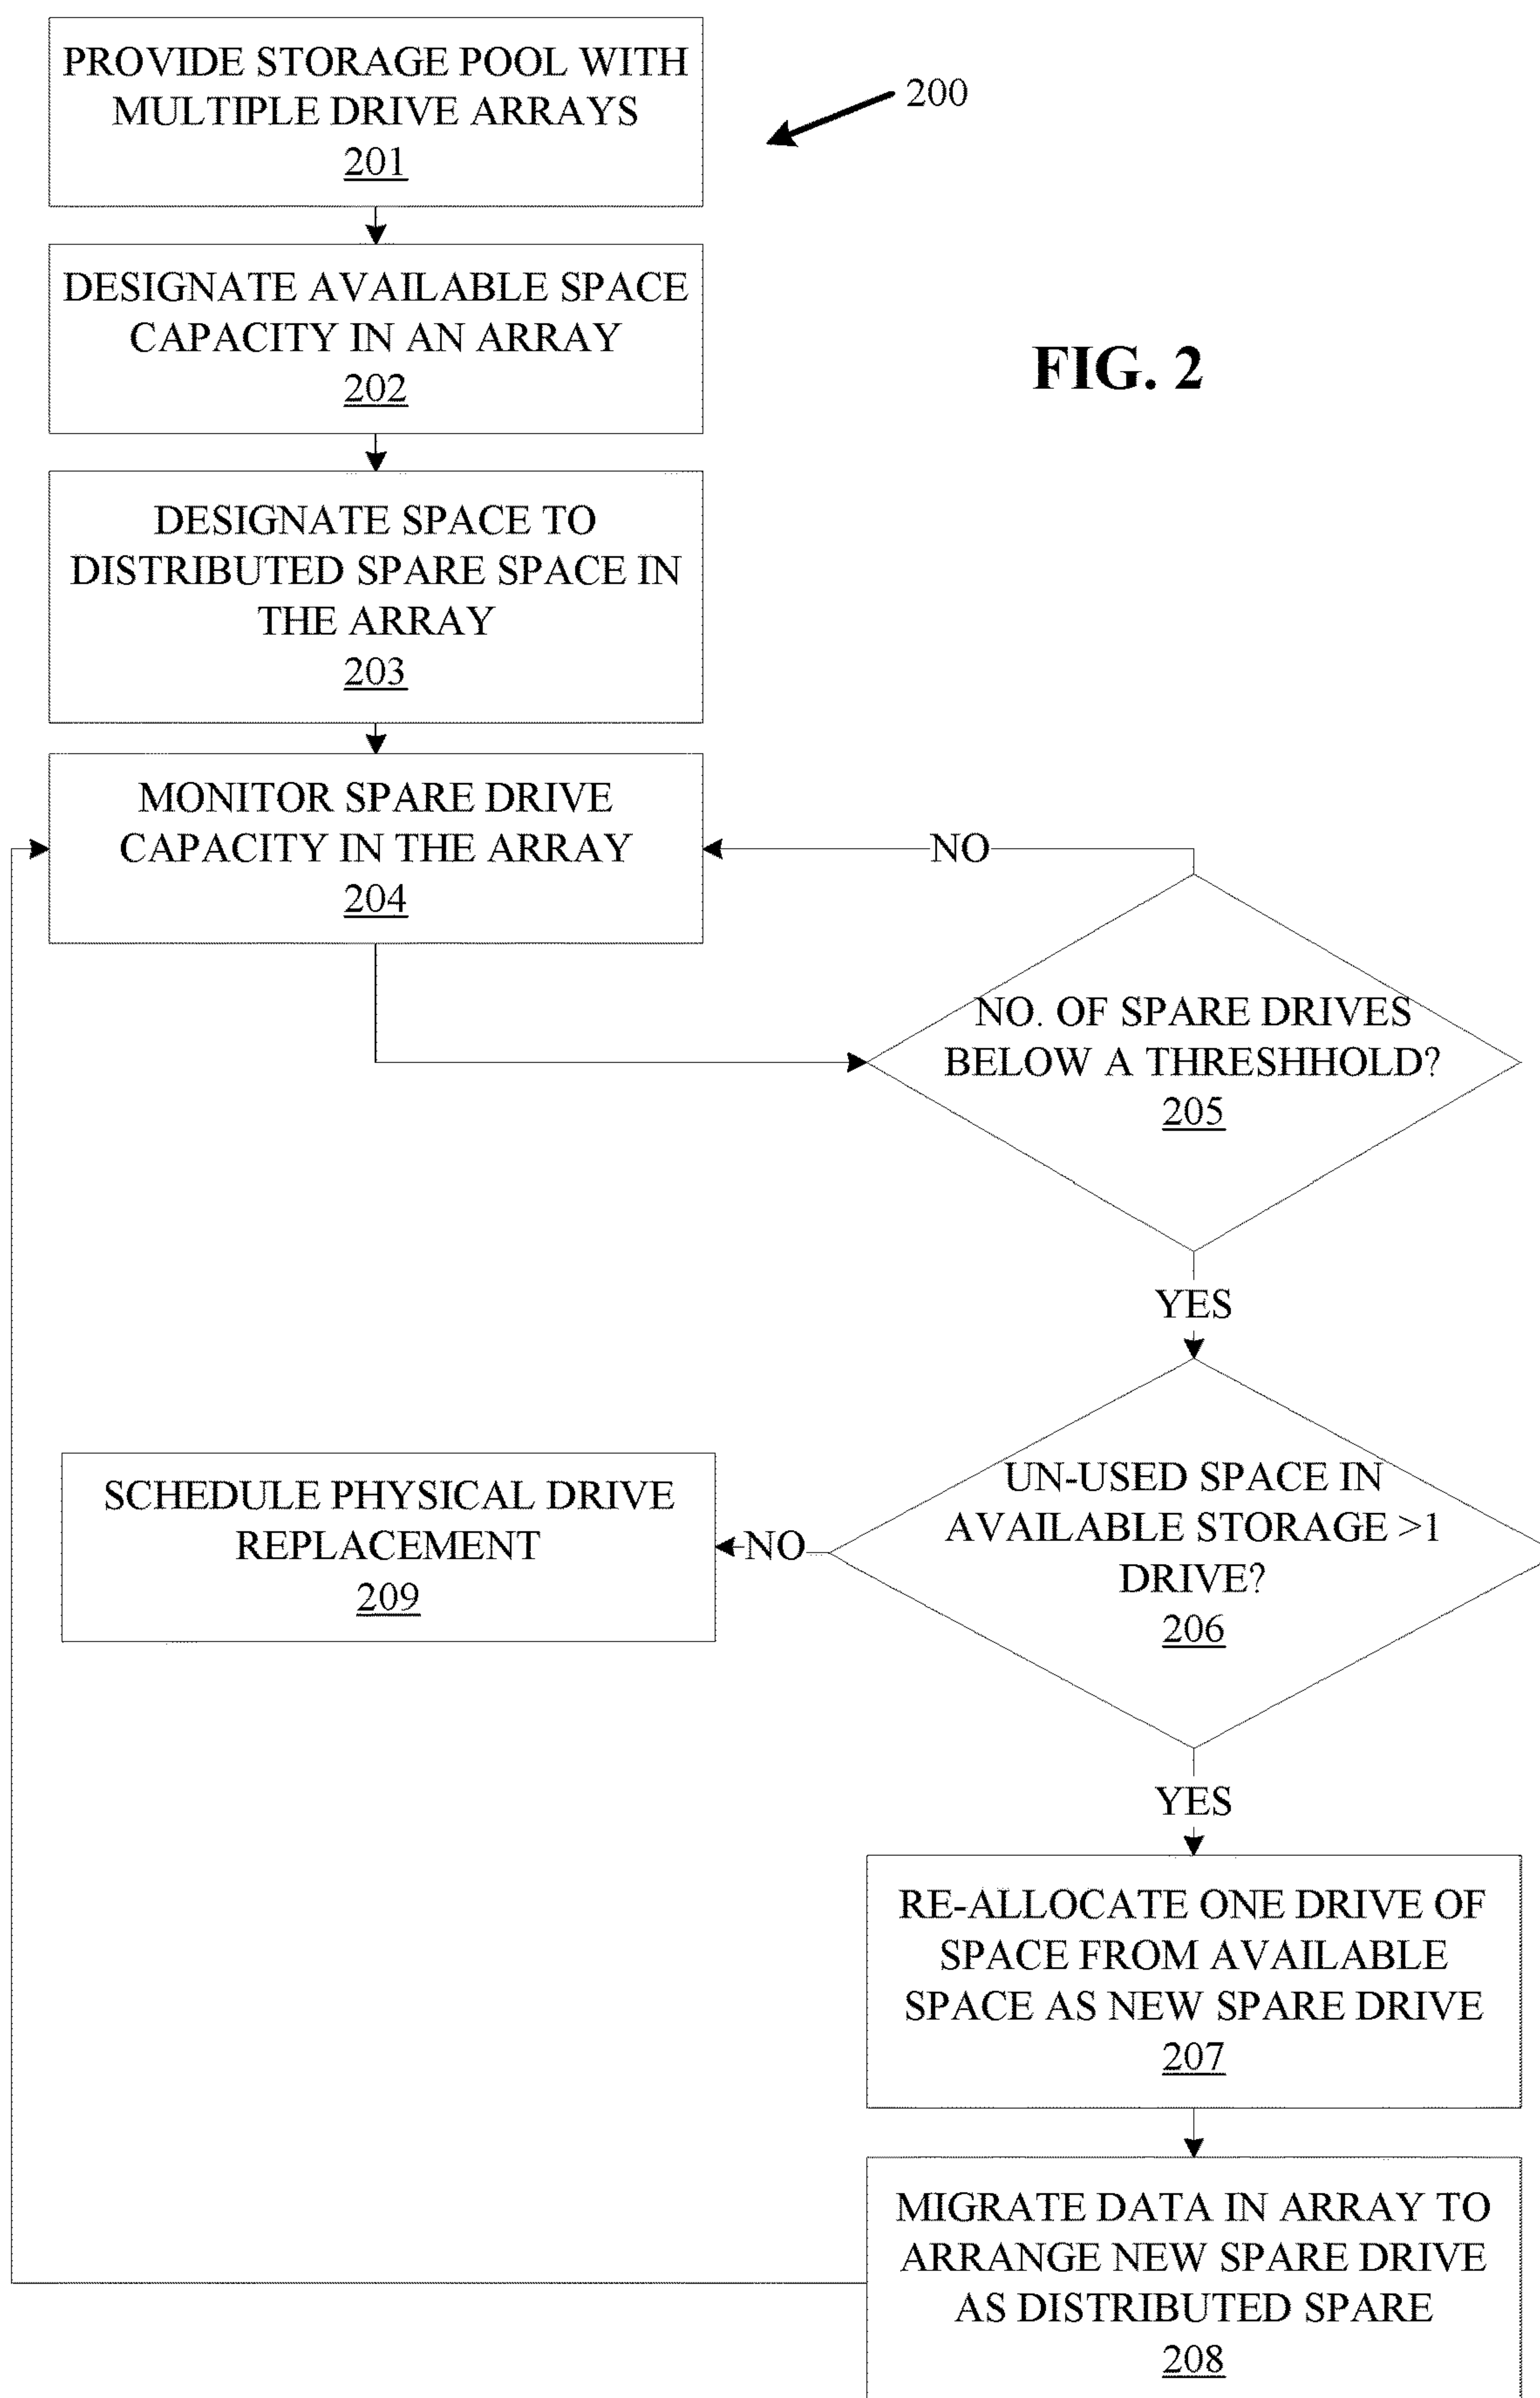 PROVIDE STORAGE POOL WITH
MULTIPLE DRIVE ARRAYS
201
200
DESIGNATE AVAILABLE SPACE
CAPACITY IN AN ARRAY
202
FIG. 2
DESIGNATE SPACE TO
DISTRIBUTED SPARE SPACE IN
THE ARRAY
203
MONITOR SPARE DRIVE
CAPACITY IN THE ARRAY
204
NO
NO. OF SPARE DRIVES
BELOW A THRESHHOLD?
205
YES
UN-USED SPACE IN
AVAILABLE STORAGE >1
DRIVE?
206
NO
SCHEDULE PHYSICAL DRIVE
REPLACEMENT
209
YES
RE-ALLOCATE ONE DRIVE OF
SPACE FROM AVAILABLE
SPACE AS NEW SPARE DRIVE
207
MIGRATE DATA IN ARRAY TO
ARRANGE NEW SPARE DRIVE
AS DISTRIBUTED SPARE
208